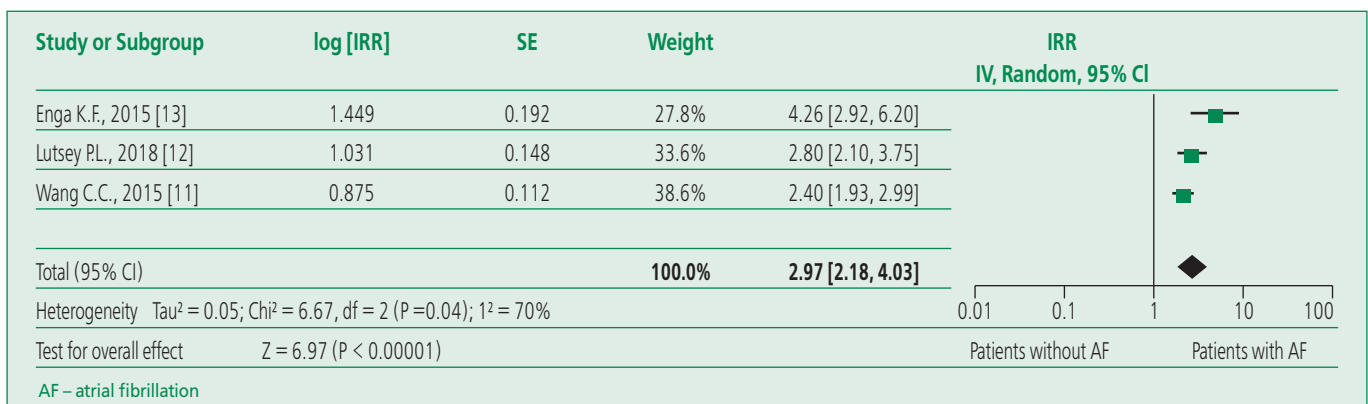 Study or Subgroup log [IRR] SE Weight IRR
IV, Random, 95% Cl
Enga K.F., 2015 [13] 1.449 0.192 27.8% 4.26 [2.92, 6.20]
Lutsey P.L., 2018 [12] 1.031 0.148 33.6% 2.80 [2.10, 3.75]
Wang C.C., 2015 [11] 0.875 0.112 38.6% 2.40 [1.93, 2.99]
Total (95% CI) 100.0% 2.97 [2.18, 4.03]
Heterogeneity Tau² = 0.05; Chi² = 6.67, df = 2 (P =0.04); 1² = 70%
0.01 0.1 1 10 100
Test for overall effect Z = 6.97 (P < 0.00001) Patients without AF Patients with AF
AF – atrial fibrillation